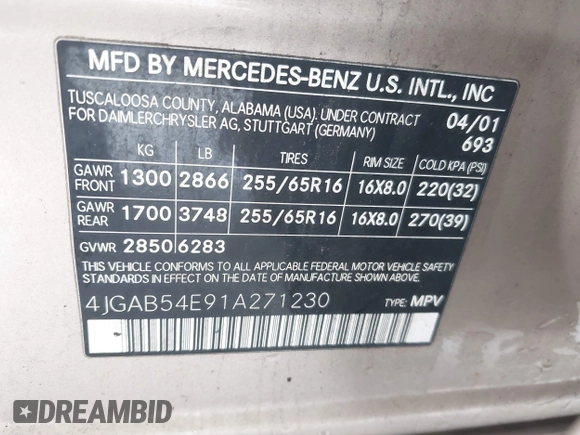 MFD BY MERCEDES-BENZ U.S. INTL., INC
TUSCALOOSA COUNTY, ALABAMA (USA). UNDER CONTRACT
FOR DAIMLERCHRYSLER AG, STUTTGART (GERMANY)
04/01
693
KG LB TIRES RIM SIZE COLD KPA (PSI)
GAWR FRONT 1300 2866 255/65R16 16X8.0 220(32)
GAWR REAR 1700 3748 255/65R16 16X8.0 270(39)
GVWR 2850 6283
THIS VEHICLE CONFORMS TO ALL APPLICABLE FEDERAL MOTOR VEHICLE SAFETY
STANDARDS IN EFFECT ON THE DATE OF MANUFACTURE SHOWN ABOVE.
4JGAB54E91A271230 TYPE: MPV
DREAMBID